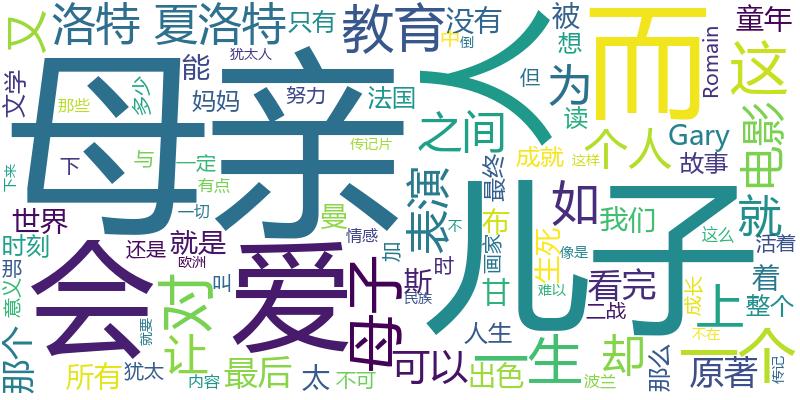 洛特 夏洛特 只有 教育 没有 中 倒 被 想 童年
又 犹太人 能 人 而 为 但 这 Romain
文学 那些 多少 妈妈 努力 法国 读 电影
母亲 之间 个人 Gary 故事
下来 下 与 一定 有点 传记片 成就 这样
世界 一切 曼 表演 最终 布 如 我们 就
时刻 还是 就是 情感 加 画家 生死 不 儿子 这么 活着
意义 那 欧洲 叫 母子 斯 时 甘 像是 看完 上 着
会 对 爱 民族 难以 二战 成长 整个
那个 就要 让 可以 人生 一生 却 那么 不在 一个
所有 犹太 内容 最后 太 不可 出色 波兰 原著 传记